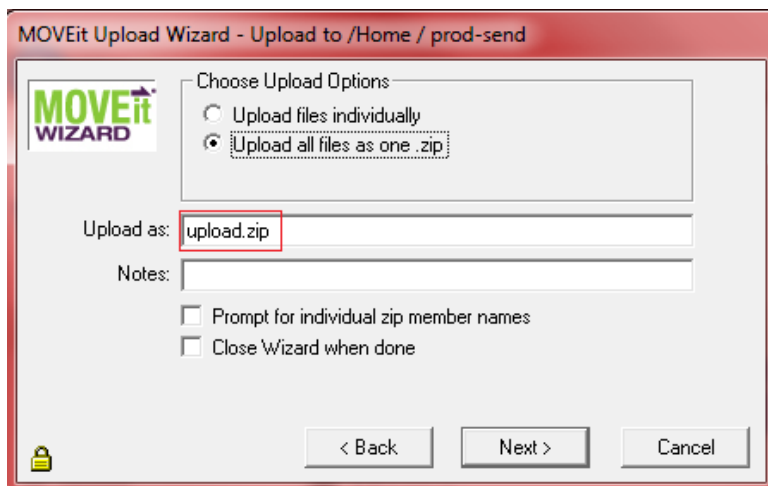 MOVEit Upload Wizard - Upload to /Home / prod-send
MOVEit
WIZARD
Choose Upload Options
Upload files individually
Upload all files as one .zip
Upload as: upload.zip
Notes:
Prompt for individual zip member names
Close Wizard when done
< Back Next > Cancel